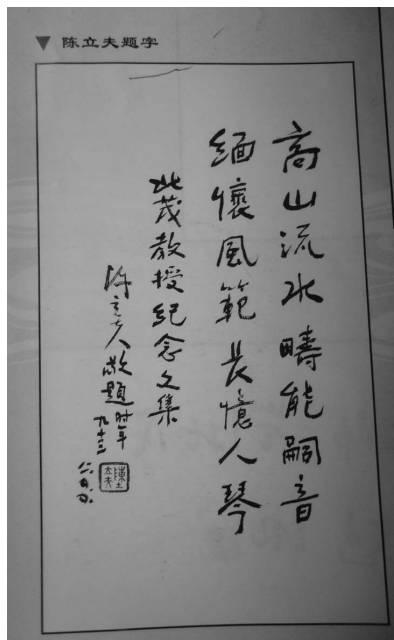 陈立夫题字
高山流水疇能嗣音
緬懷風範長憶人琴
北茂教授紀念文集
陳立夫敬題时年
九十三